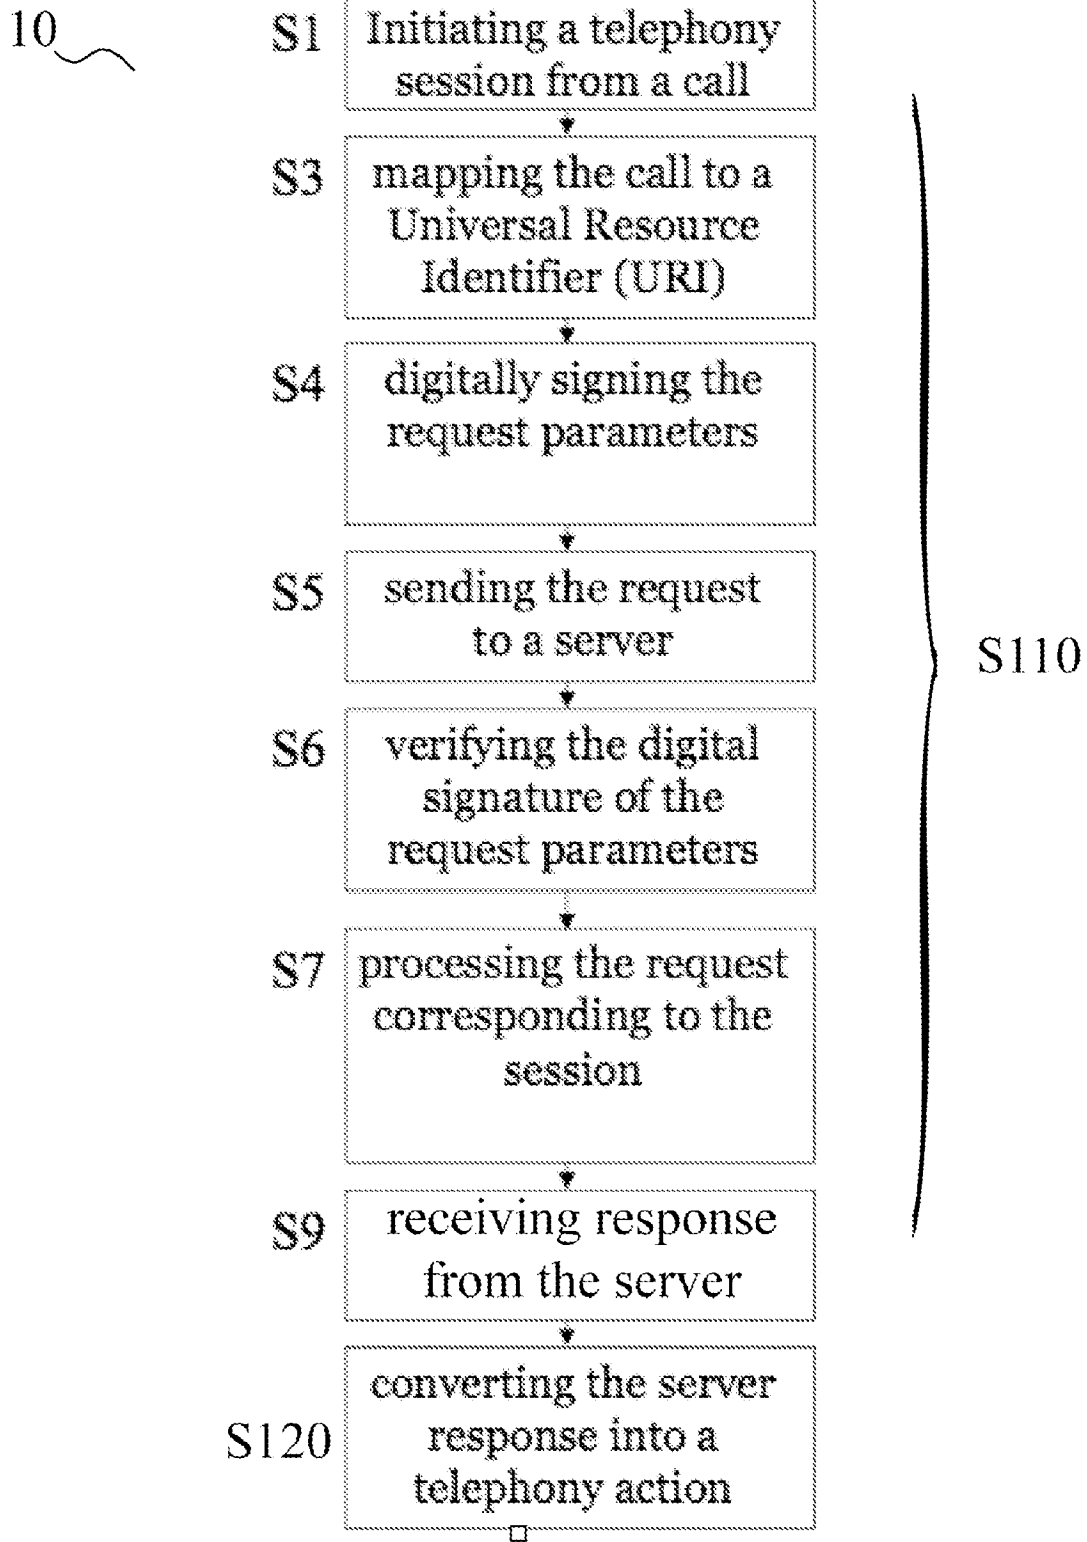 10
S1
Initiating a telephony
session from a call
S3
mapping the call to a
Universal Resource
Identifier (URI)
S4
digitally signing the
request parameters
S5
sending the request
to a server
S110
S6
verifying the digital
signature of the
request parameters
S7
processing the request
corresponding to the
session
S9
receiving response
from the server
S120
converting the server
response into a
telephony action